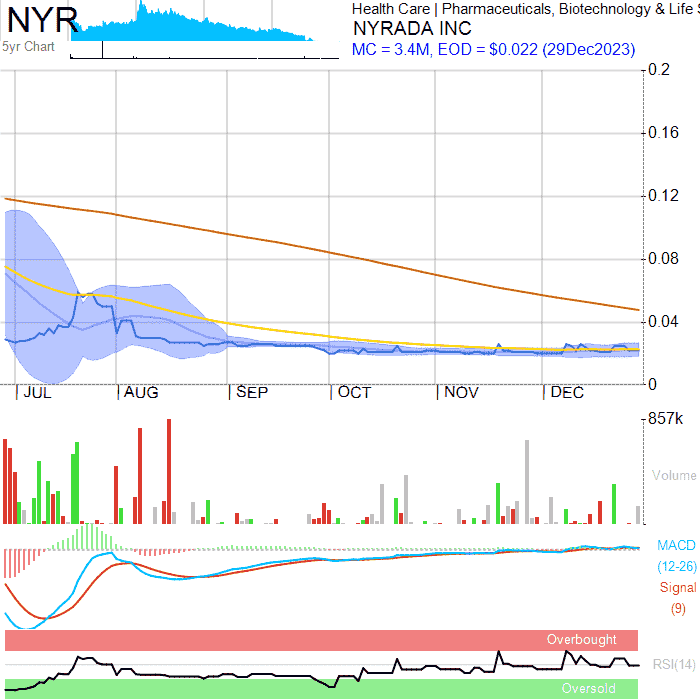 NYR
Health Care | Pharmaceuticals, Biotechnology & Life
5yr Chart
NYRADA INC
MC = 3.4M, EOD = $0.022 (29Dec2023)
0.2
0.16
0.12
0.08
0.04
0
JUL AUG SEP OCT NOV DEC
857k
Volume
MACD
(12-26)
Signal
(9)
Overbought
RSI(14)
Oversold